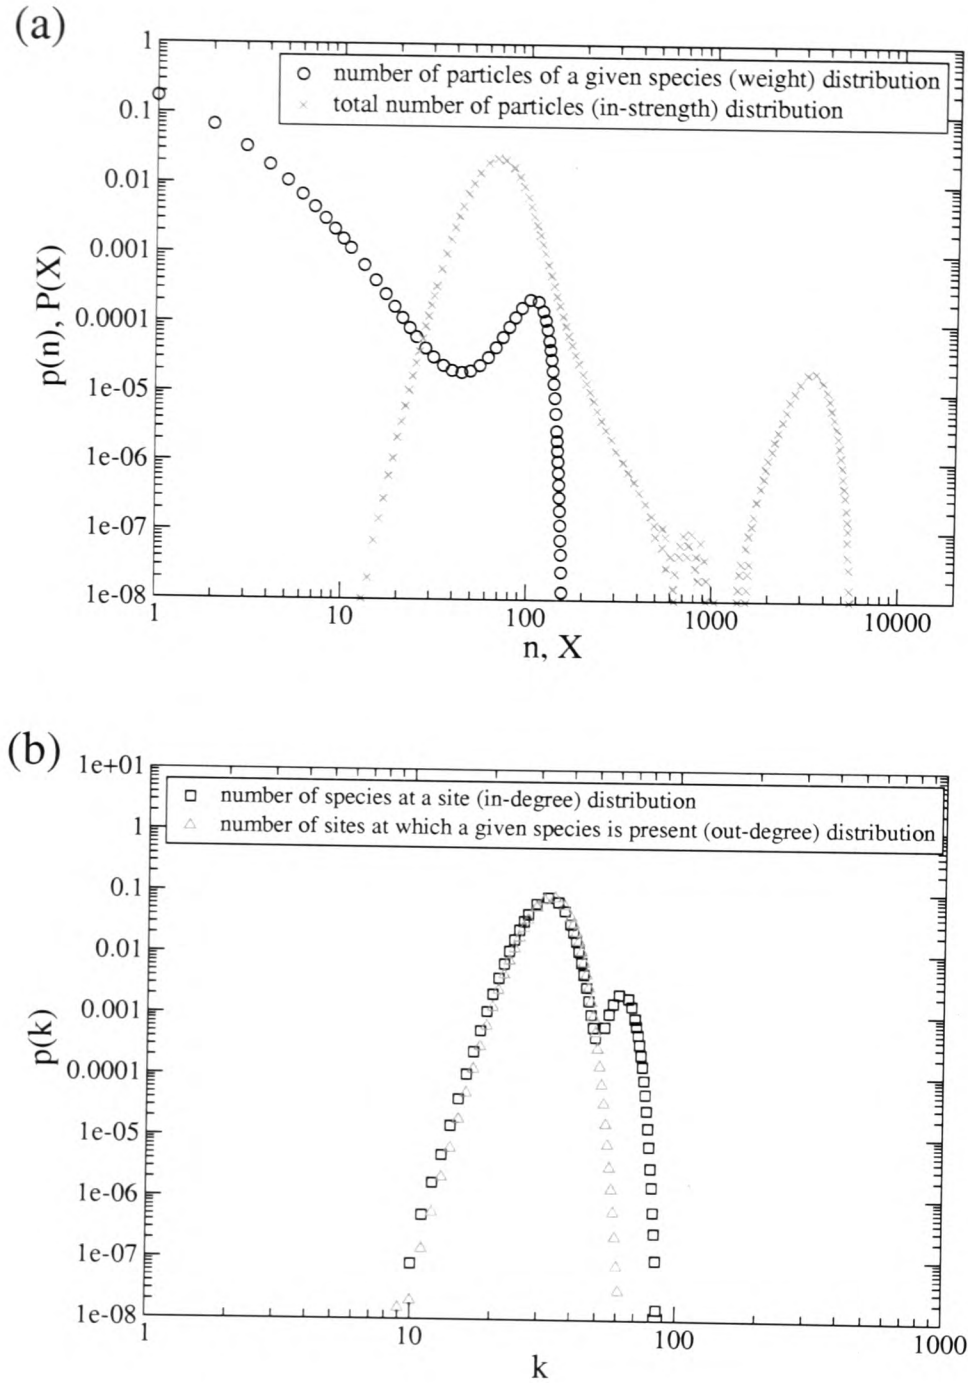 (a)
1
0.1
0.01
0.001
0.0001
1e-05
1e-06
1e-07
1e-08
p(n), P(X)
number of particles of a given species (weight) distribution
total number of particles (in-strength) distribution
1 10 100 1000 10000
n, X
(b)
1e+01
1
0.1
0.01
0.001
0.0001
1e-05
1e-06
1e-07
1e-08
p(k)
number of species at a site (in-degree) distribution
number of sites at which a given species is present (out-degree) distribution
1 10 100 1000
k